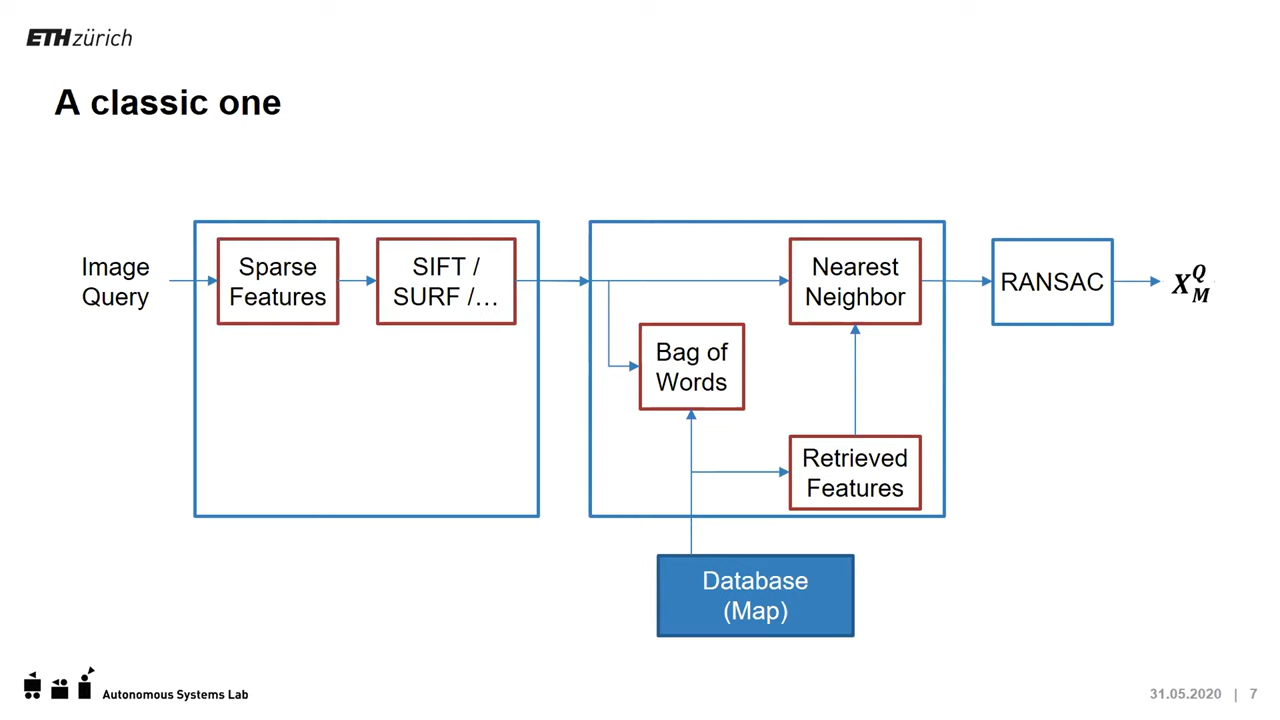 ETH zürich
A classic one
Image
Query
Sparse
Features
SIFT /
SURF /...
Nearest
Neighbor
RANSAC
X_M^Q
Bag of
Words
Retrieved
Features
Database
(Map)
Autonomous Systems Lab
31.05.2020 | 7